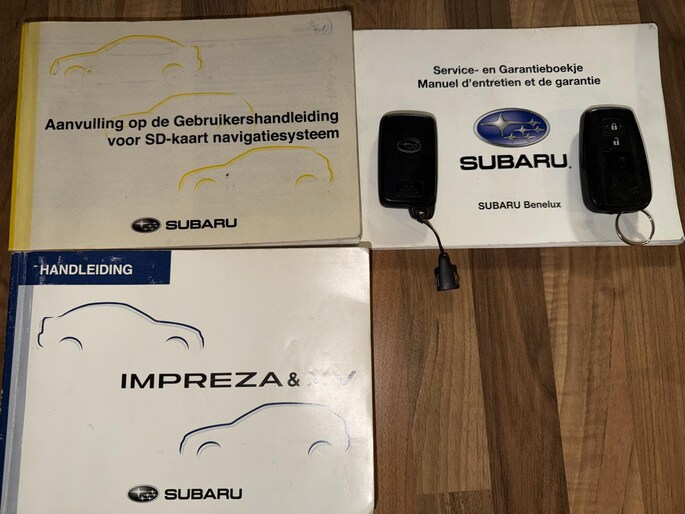 Aanvulling op de Gebruikershandleiding
voor SD-kaart navigatiesysteem
SUBARU
Service- en Garantieboekje
Manuel d'entretien et de garantie
SUBARU.
SUBARU Benelux
HANDLEIDING
IMPREZA & XV
SUBARU